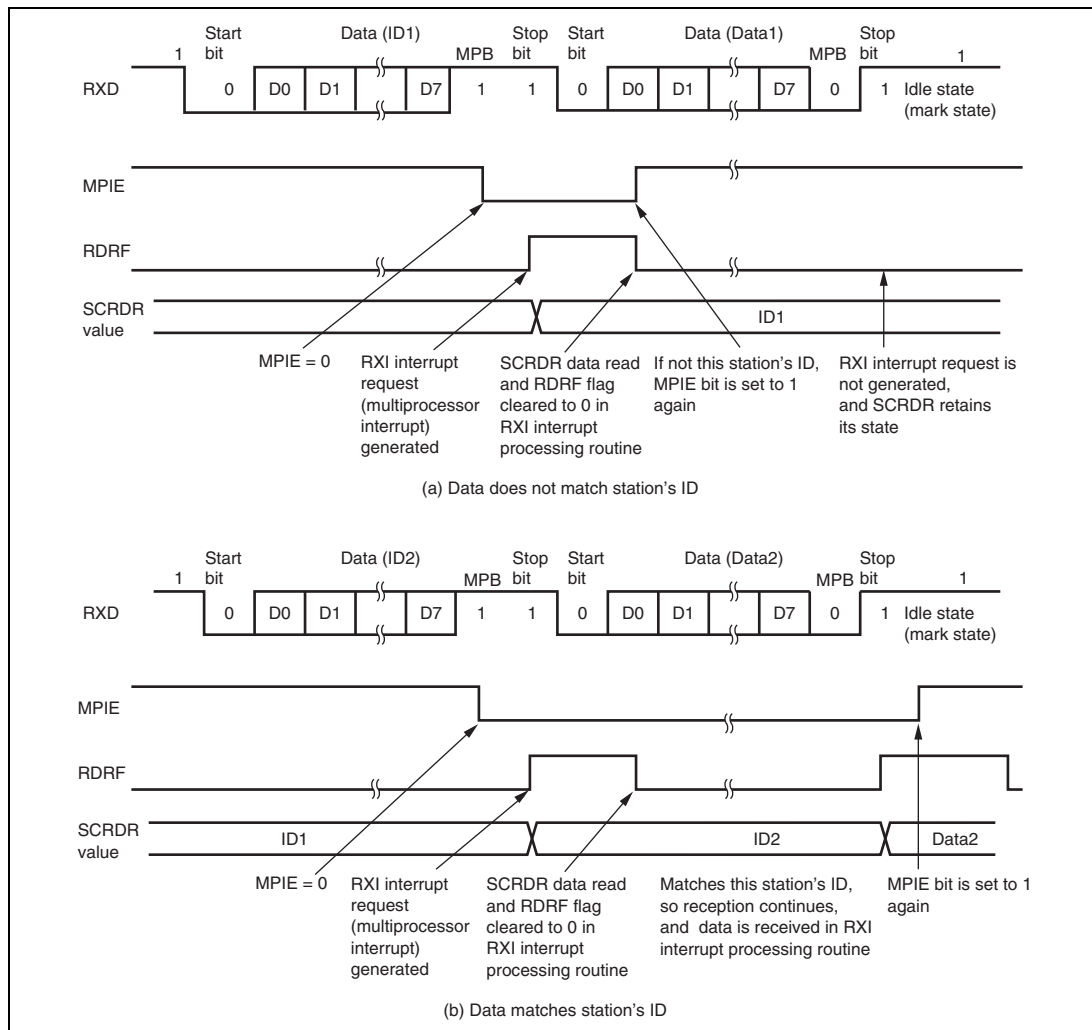 Start bit Data (ID1) Stop bit Start bit Data (Data1) Stop bit
1 MPB MPB 1
RXD 0 D0 D1 D7 1 1 0 D0 D1 D7 0 1 Idle state (mark state)
MPIE
RDRF
SCRDR value
ID1
MPIE = 0
RXI interrupt
request
(multiprocessor
interrupt)
generated
SCRDR data read
and RDRF flag
cleared to 0 in
RXI interrupt
processing routine
If not this station's ID,
MPIE bit is set to 1
again
RXI interrupt request is
not generated,
and SCRDR retains
its state
(a) Data does not match station's ID
Start bit Data (ID2) Stop bit Start bit Data (Data2) Stop bit
1 MPB MPB 1
RXD 0 D0 D1 D7 1 1 0 D0 D1 D7 0 1 Idle state (mark state)
MPIE
RDRF
SCRDR value
ID1 ID2 Data2
MPIE = 0
RXI interrupt
request
(multiprocessor
interrupt)
generated
SCRDR data read
and RDRF flag
cleared to 0 in
RXI interrupt
processing routine
Matches this station's ID,
so reception continues,
and data is received in RXI
interrupt processing routine
MPIE bit is set to 1
again
(b) Data matches station's ID